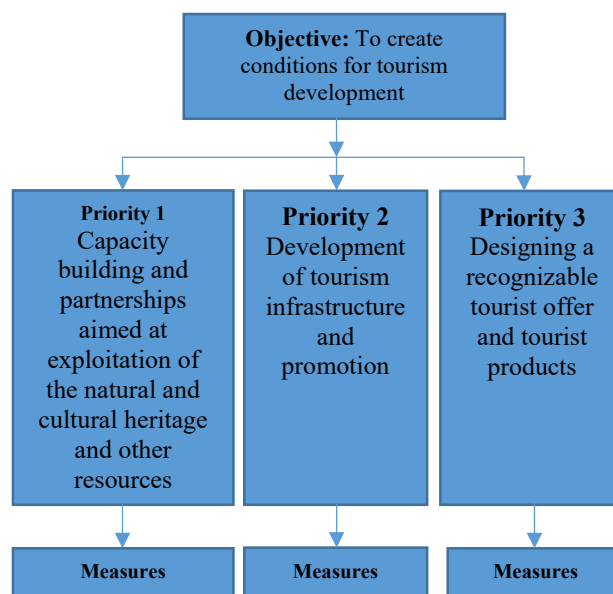 Objective: To create
conditions for tourism
development
Priority 1
Capacity
building and
partnerships
aimed at
exploitation of
the natural and
cultural heritage
and other
resources
Priority 2
Development
of tourism
infrastructure
and
promotion
Priority 3
Designing a
recognizable
tourist offer
and tourist
products
Measures
Measures
Measures